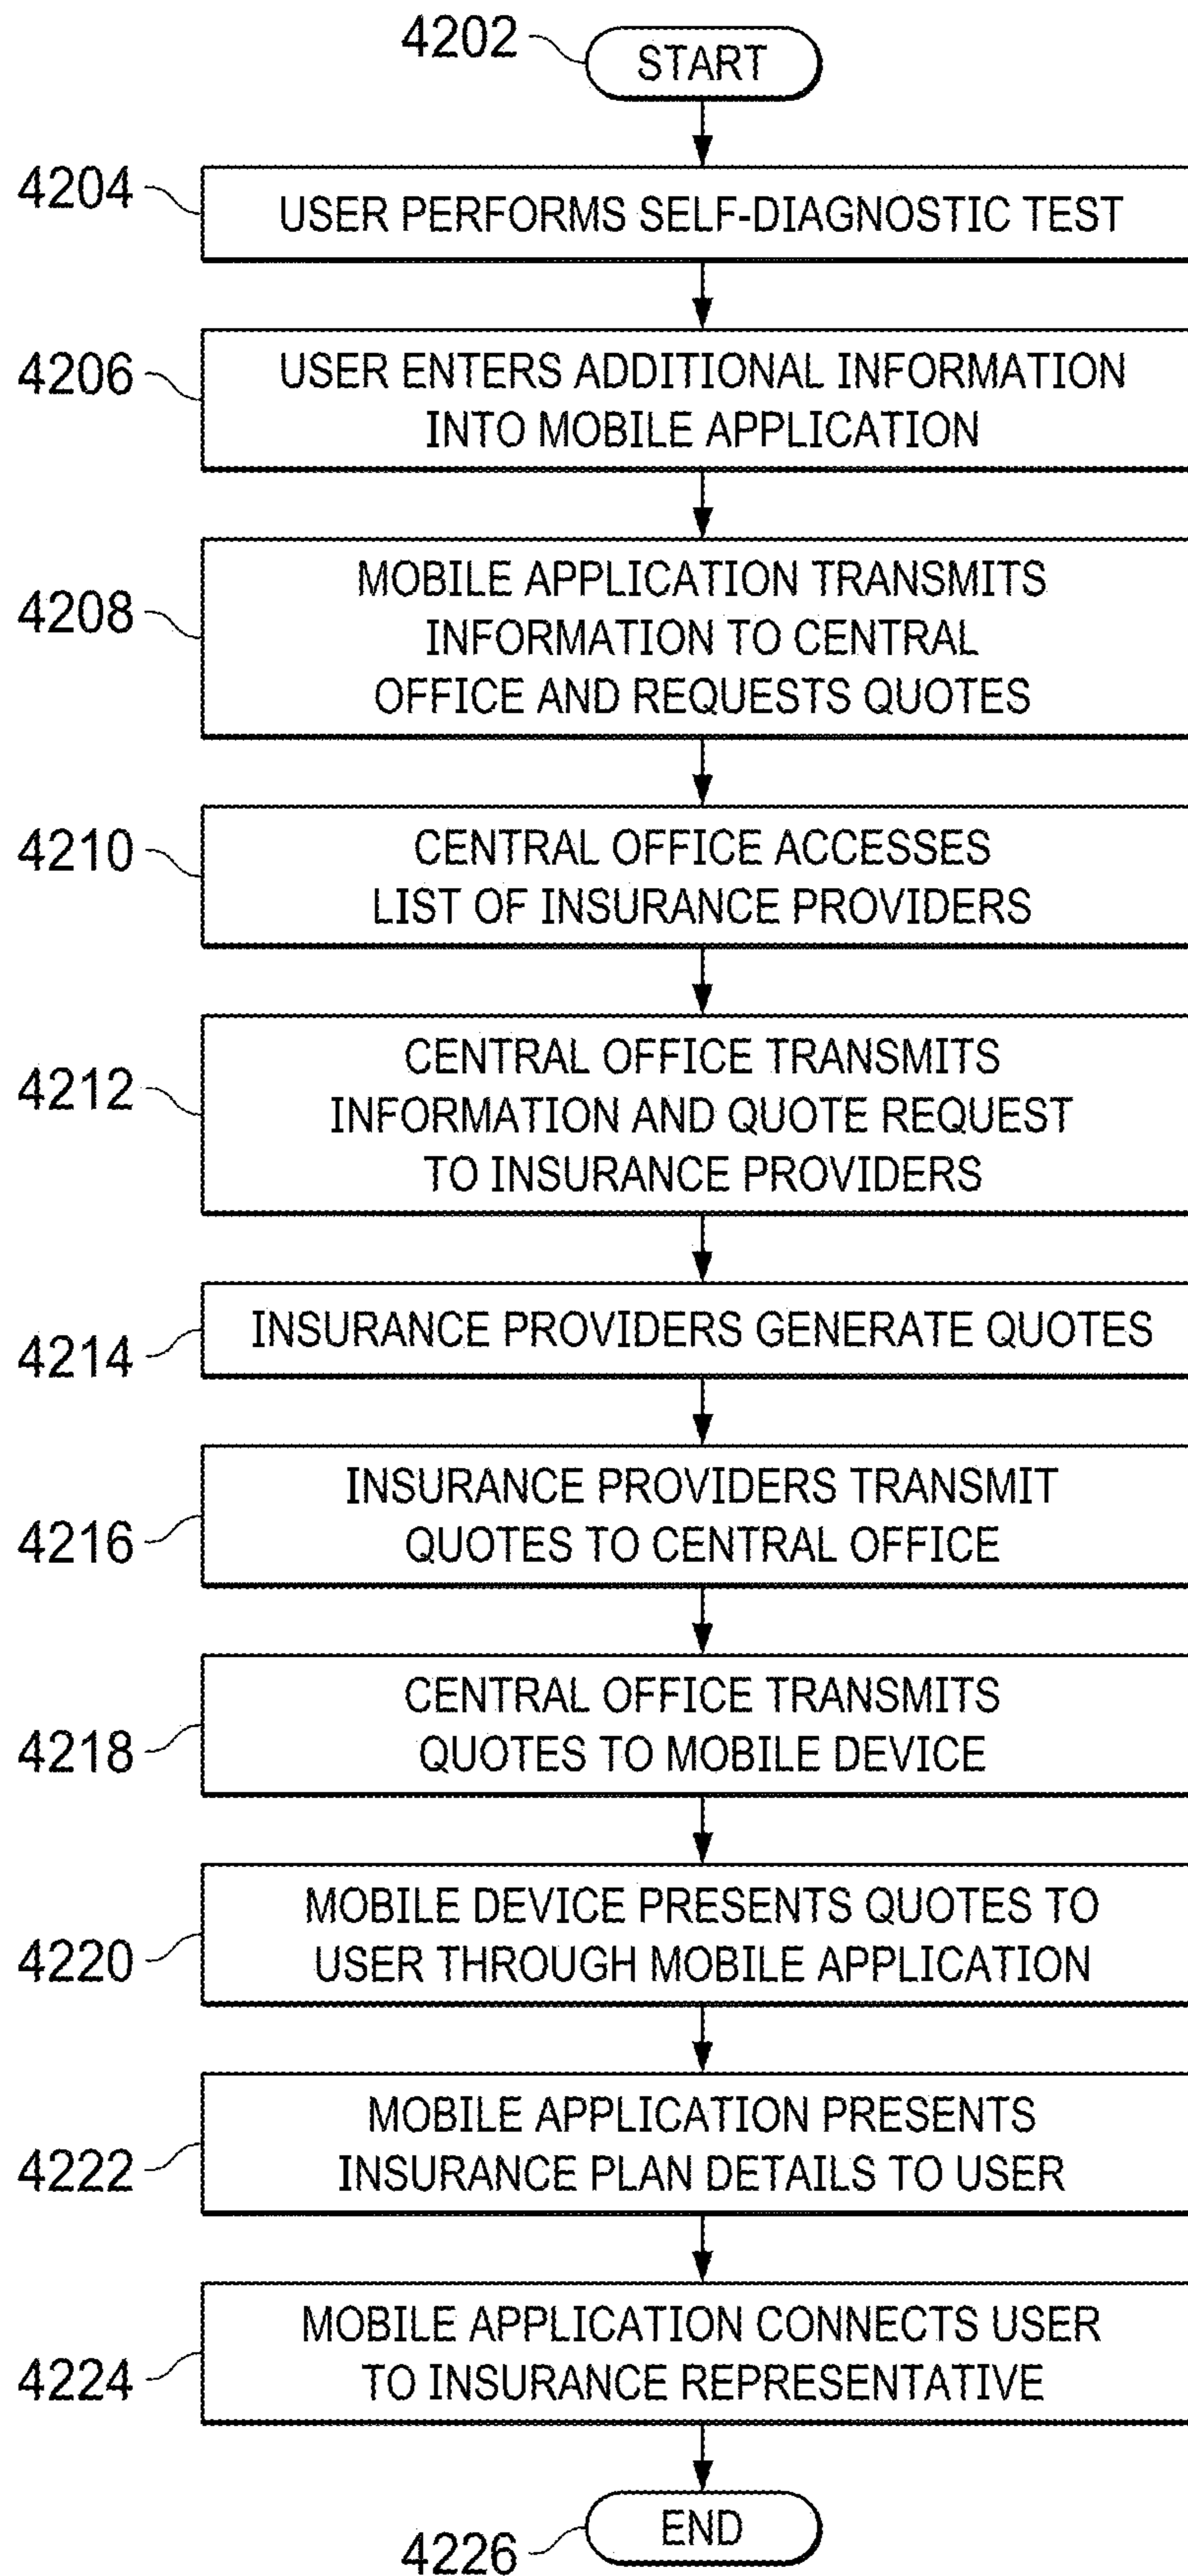 4202
START
4204
USER PERFORMS SELF-DIAGNOSTIC TEST
4206
USER ENTERS ADDITIONAL INFORMATION
INTO MOBILE APPLICATION
4208
MOBILE APPLICATION TRANSMITS
INFORMATION TO CENTRAL
OFFICE AND REQUESTS QUOTES
4210
CENTRAL OFFICE ACCESSES
LIST OF INSURANCE PROVIDERS
4212
CENTRAL OFFICE TRANSMITS
INFORMATION AND QUOTE REQUEST
TO INSURANCE PROVIDERS
4214
INSURANCE PROVIDERS GENERATE QUOTES
4216
INSURANCE PROVIDERS TRANSMIT
QUOTES TO CENTRAL OFFICE
4218
CENTRAL OFFICE TRANSMITS
QUOTES TO MOBILE DEVICE
4220
MOBILE DEVICE PRESENTS QUOTES TO
USER THROUGH MOBILE APPLICATION
4222
MOBILE APPLICATION PRESENTS
INSURANCE PLAN DETAILS TO USER
4224
MOBILE APPLICATION CONNECTS USER
TO INSURANCE REPRESENTATIVE
END
4226